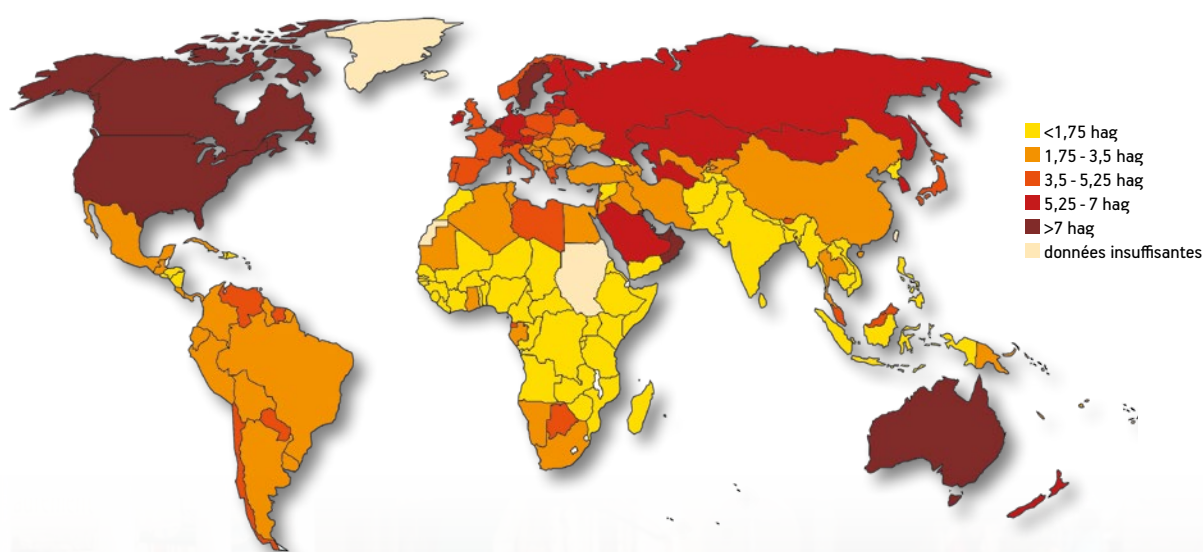 <1,75 hag
1,75 - 3,5 hag
3,5 - 5,25 hag
5,25 - 7 hag
>7 hag
données insuffisantes